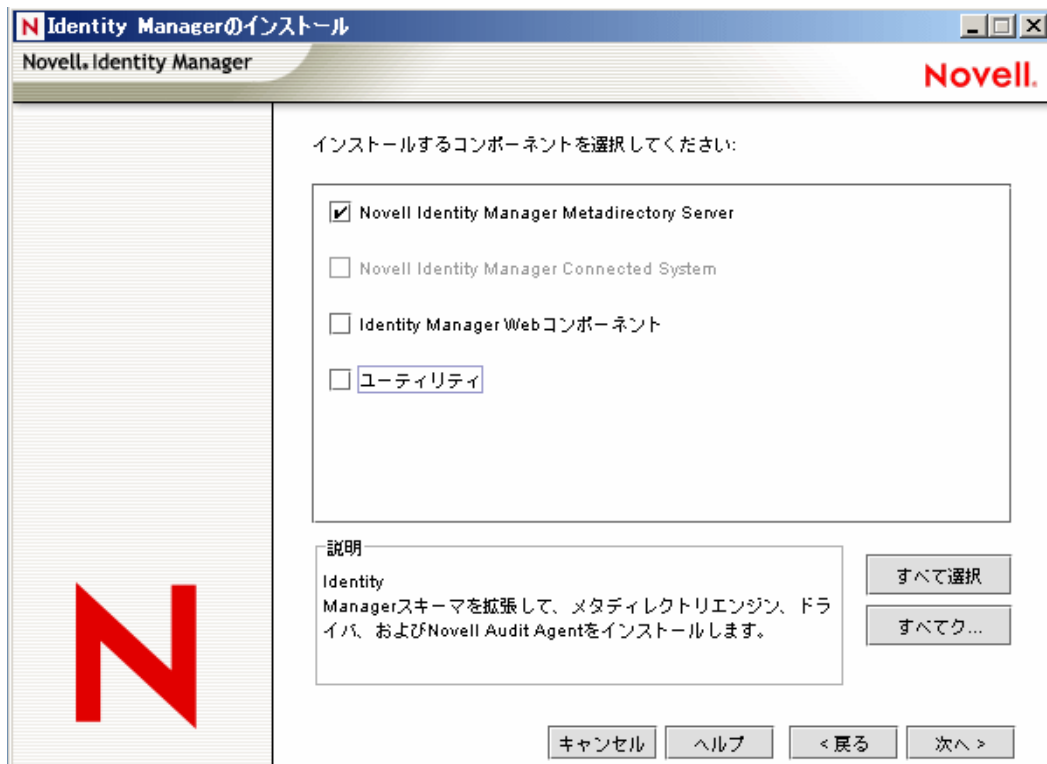 Identity Managerのインストール
Novell. Identity Manager
Novell.
インストールするコンポーネントを選択してください:
Novell Identity Manager Metadirectory Server
Novell Identity Manager Connected System
Identity Manager Webコンポーネント
ユーティリティ
説明
Identity
Managerスキーマを拡張して、メタディレクトリエンジン、ドラ
イバ、およびNovell Audit Agentをインストールします。
すべて選択
すべてク...
キャンセル
ヘルプ
<戻る
次へ>